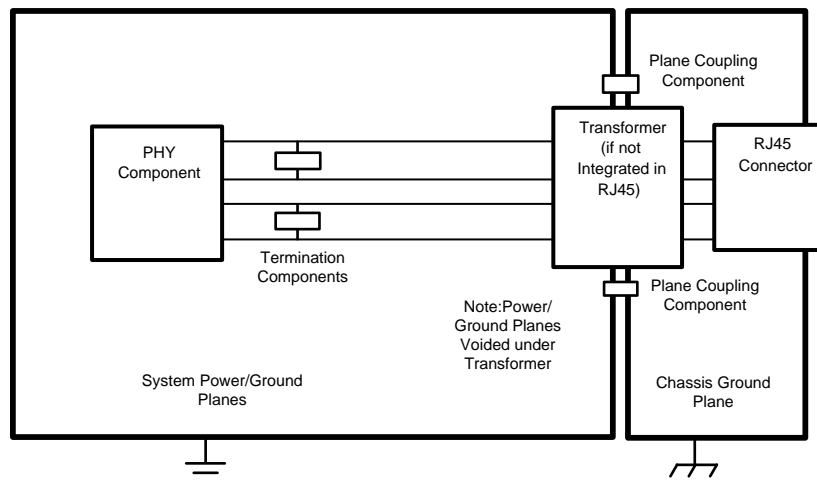 Plane Coupling
Component
PHY
Component
Transformer
(if not
Integrated in
RJ45)
RJ45
Connector
Termination
Components
Plane Coupling
Component
Note:Power/
Ground Planes
Voided under
Transformer
System Power/Ground
Planes
Chassis Ground
Plane